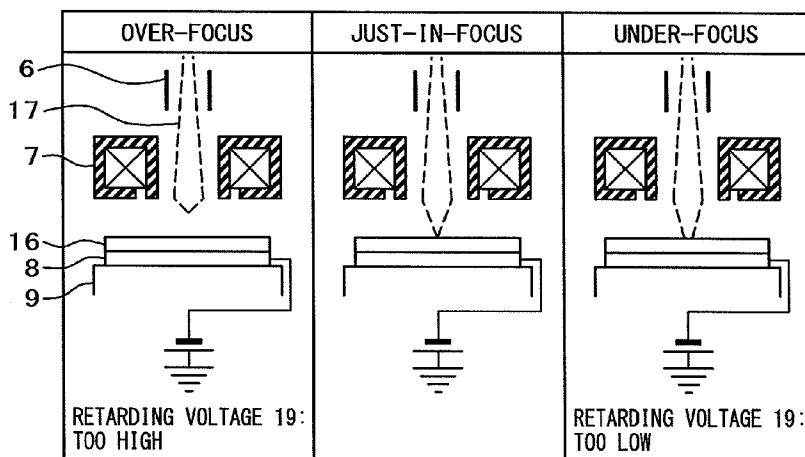 OVER-FOCUS
JUST-IN-FOCUS
UNDER-FOCUS
6
17
7
16
8
9
RETARDING VOLTAGE 19:
TOO HIGH
RETARDING VOLTAGE 19:
TOO LOW